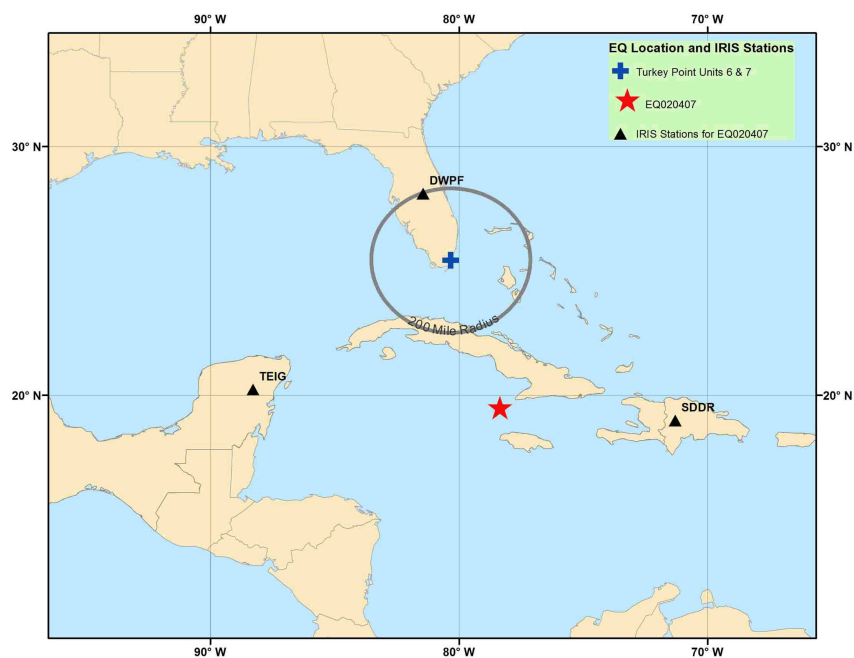 90° W
80° W
70° W
EQ Location and IRIS Stations
Turkey Point Units 6 & 7
EQ020407
IRIS Stations for EQ020407
30° N
30° N
DWPF
200 Mile Radius
TEIG
20° N
20° N
SDDR
90° W
80° W
70° W